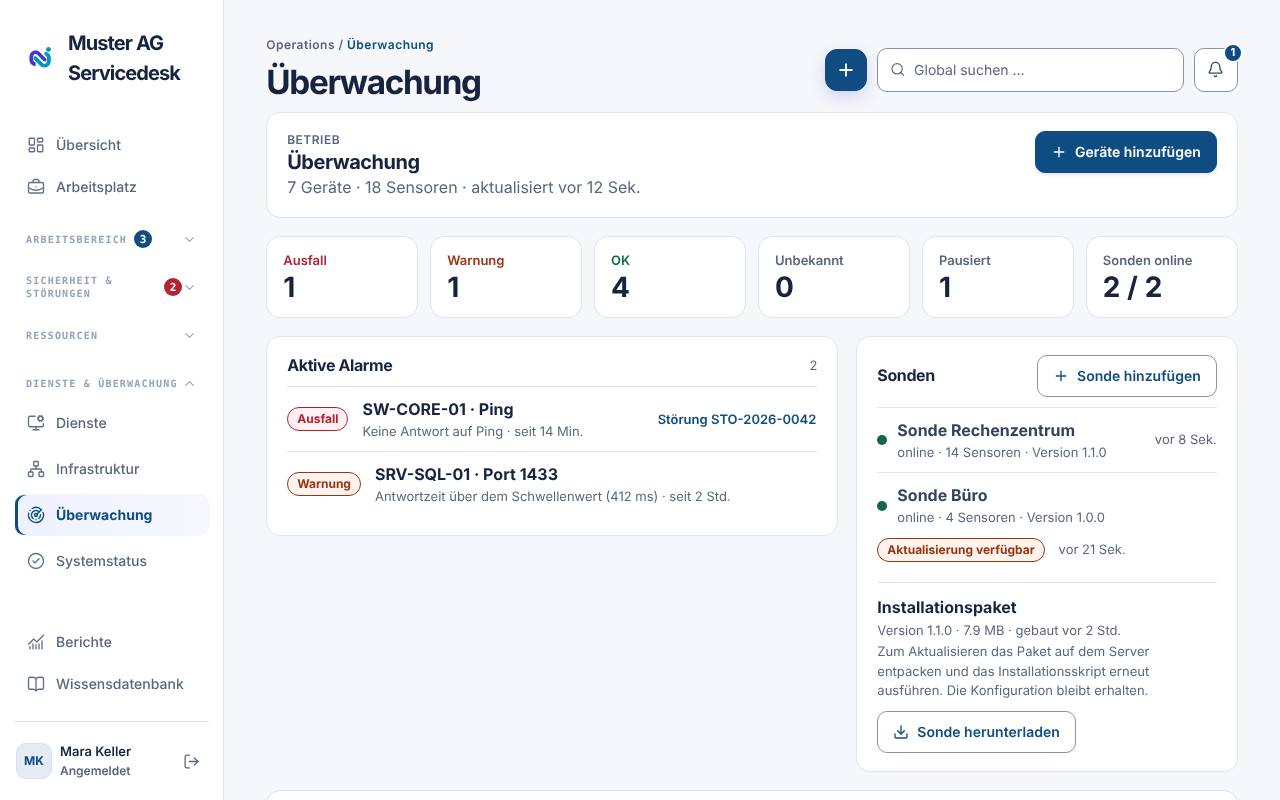 Muster AG
Servicedesk
Übersicht
Arbeitsplatz
ARBEITSBEREICH 3
SICHERHEIT &
STÖRUNGEN 2
RESSOURCEN
DIENSTE & ÜBERWACHUNG
Dienste
Infrastruktur
Überwachung
Systemstatus
Berichte
Wissensdatenbank
MK
Mara Keller
Angemeldet
Operations / Überwachung
Überwachung
Global suchen ...
1
BETRIEB
Überwachung
7 Geräte · 18 Sensoren · aktualisiert vor 12 Sek.
Geräte hinzufügen
Ausfall
1
Warnung
1
OK
4
Unbekannt
0
Pausiert
1
Sonden online
2 / 2
Aktive Alarme 2
Ausfall
SW-CORE-01 · Ping
Keine Antwort auf Ping · seit 14 Min.
Störung STO-2026-0042
Warnung
SRV-SQL-01 · Port 1433
Antwortzeit über dem Schwellenwert (412 ms) · seit 2 Std.
Sonden
Sonde hinzufügen
Sonde Rechenzentrum
online · 14 Sensoren · Version 1.1.0
vor 8 Sek.
Sonde Büro
online · 4 Sensoren · Version 1.0.0
Aktualisierung verfügbar vor 21 Sek.
Installationspaket
Version 1.1.0 · 7.9 MB · gebaut vor 2 Std.
Zum Aktualisieren das Paket auf dem Server
entpacken und das Installationsskript erneut
ausführen. Die Konfiguration bleibt erhalten.
Sonde herunterladen